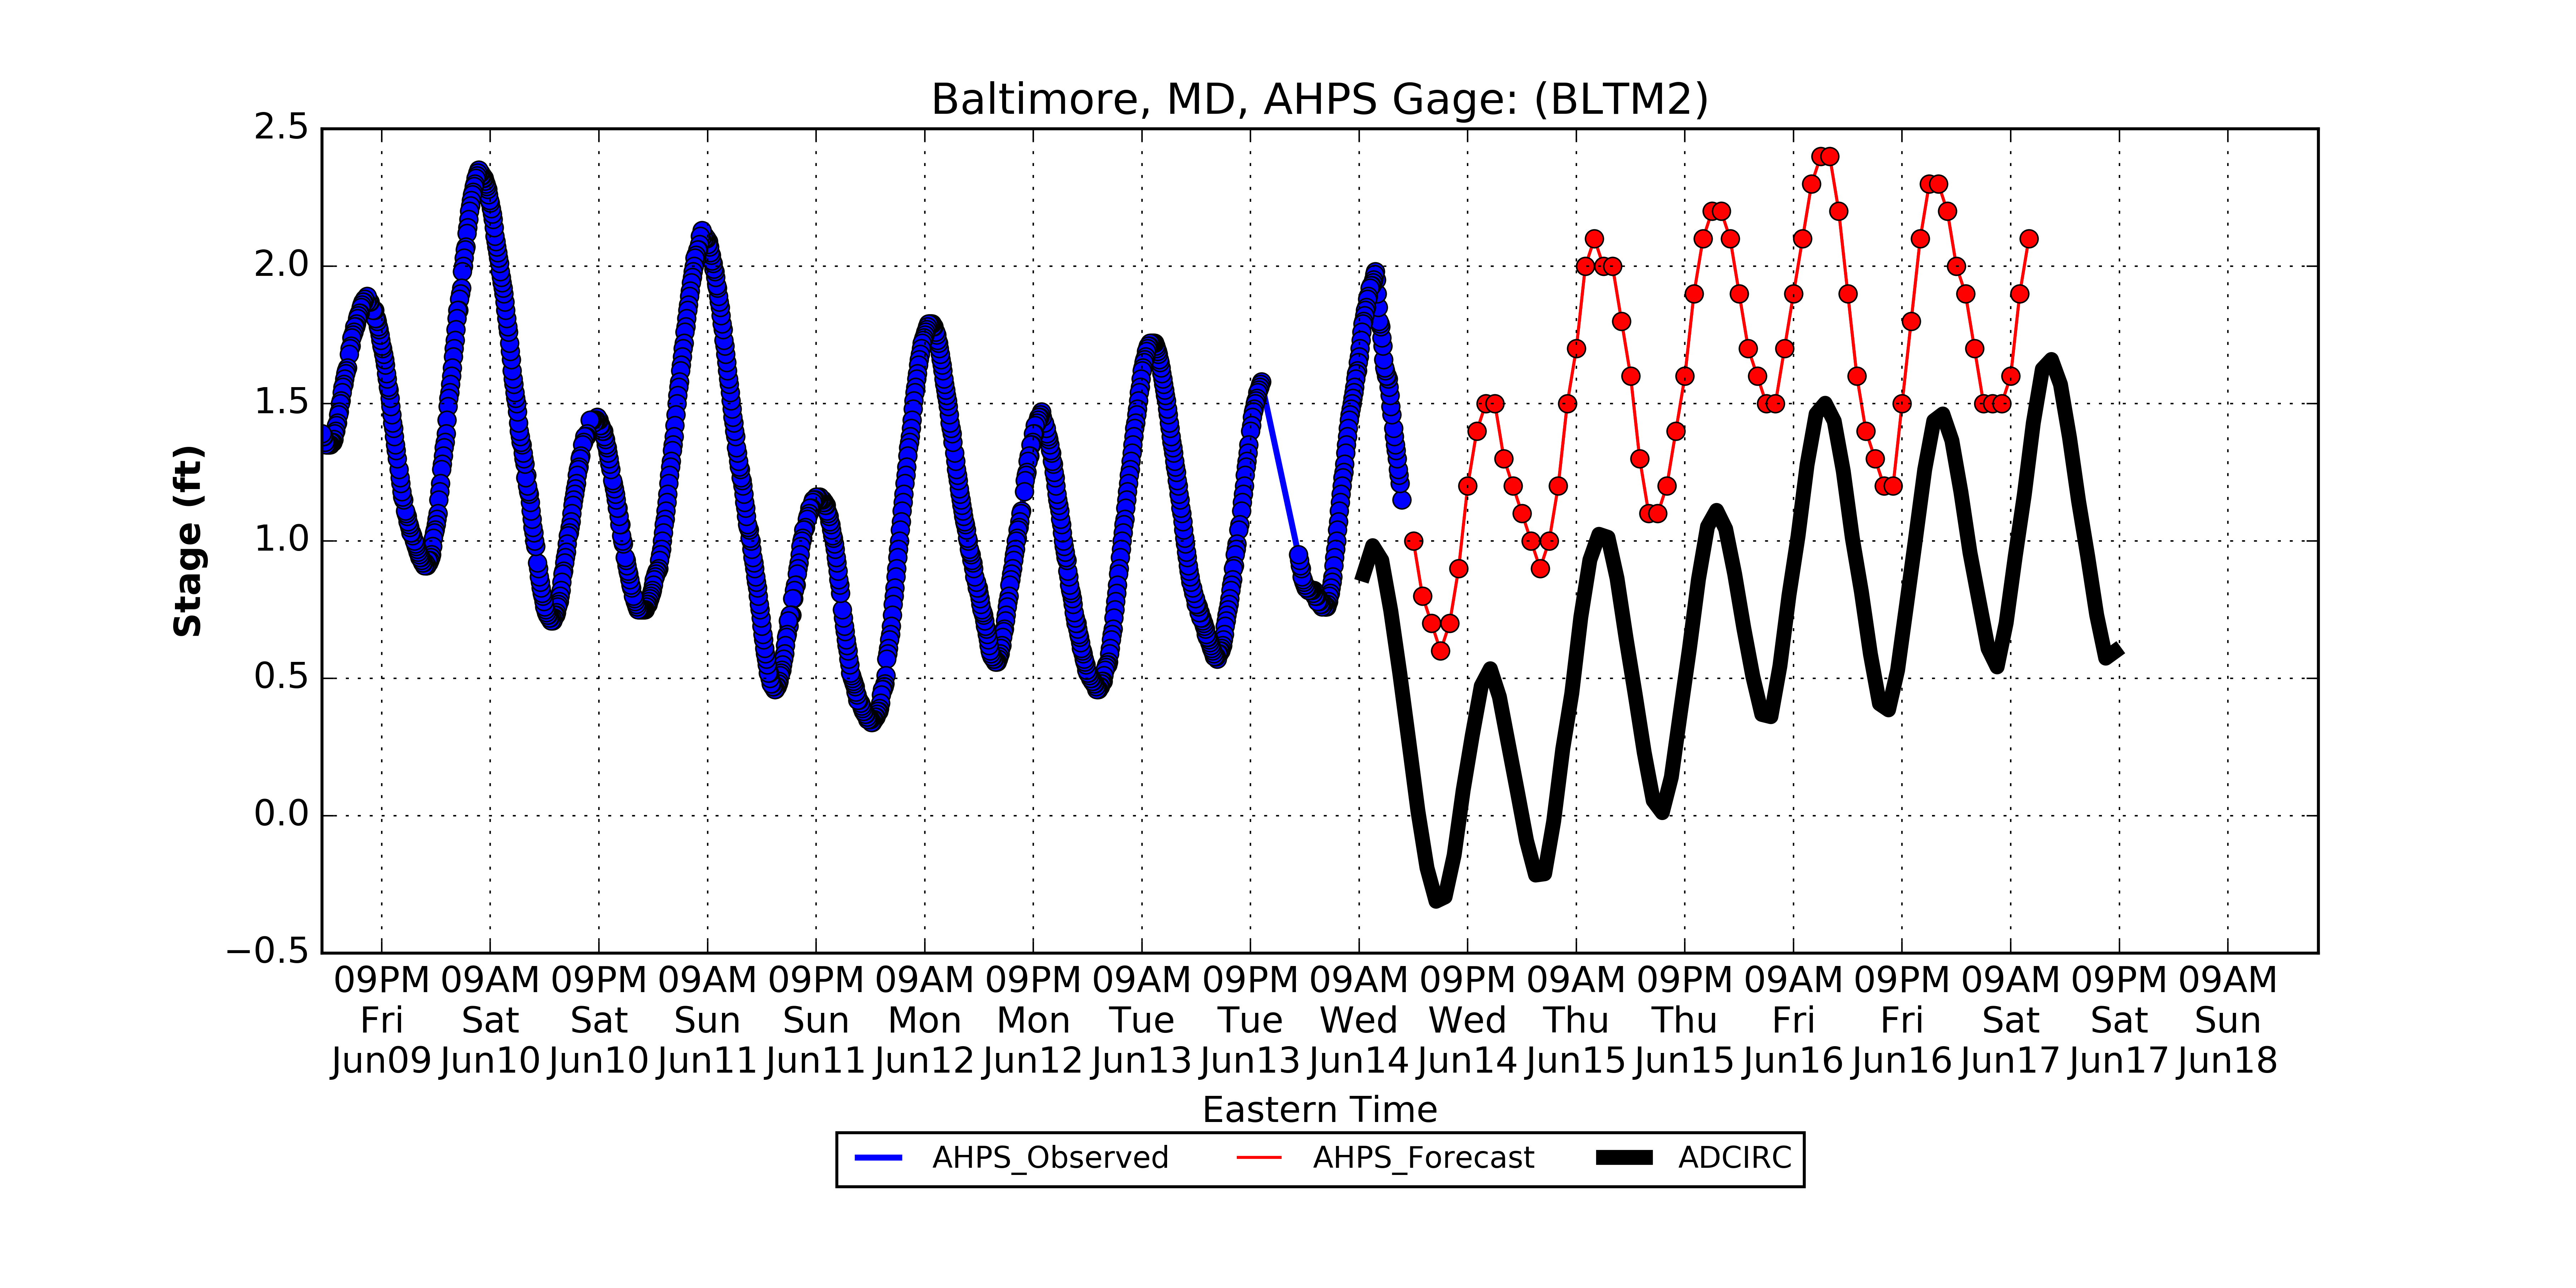 Baltimore, MD, AHPS Gage: (BLTM2)
2.5
2.0
1.5
1.0
0.5
0.0
−0.5
Stage (ft)
09PM 09AM 09PM 09AM 09PM 09AM 09PM 09AM 09PM 09AM 09PM 09AM 09PM 09AM 09PM 09AM 09PM 09AM
Fri Sat Sat Sun Sun Mon Mon Tue Tue Wed Wed Thu Thu Fri Fri Sat Sat Sun
Jun09 Jun10 Jun10 Jun11 Jun11 Jun12 Jun12 Jun13 Jun13 Jun14 Jun14 Jun15 Jun15 Jun16 Jun16 Jun17 Jun17 Jun18
Eastern Time
AHPS_Observed AHPS_Forecast ADCIRC